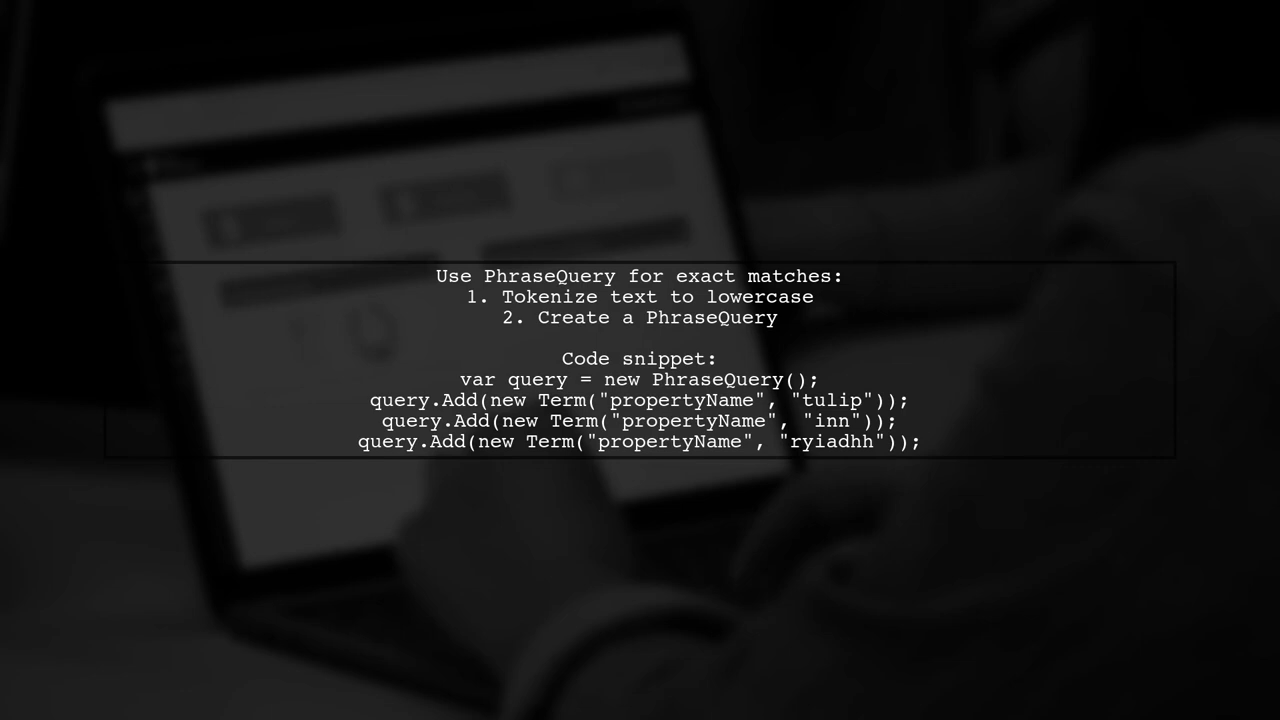 Use PhraseQuery for exact matches:
1. Tokenize text to lowercase
2. Create a PhraseQuery
Code snippet:
var query = new PhraseQuery();
query.Add(new Term("propertyName", "tulip"));
query.Add(new Term("propertyName", "inn"));
query.Add(new Term("propertyName", "ryiadhh"));